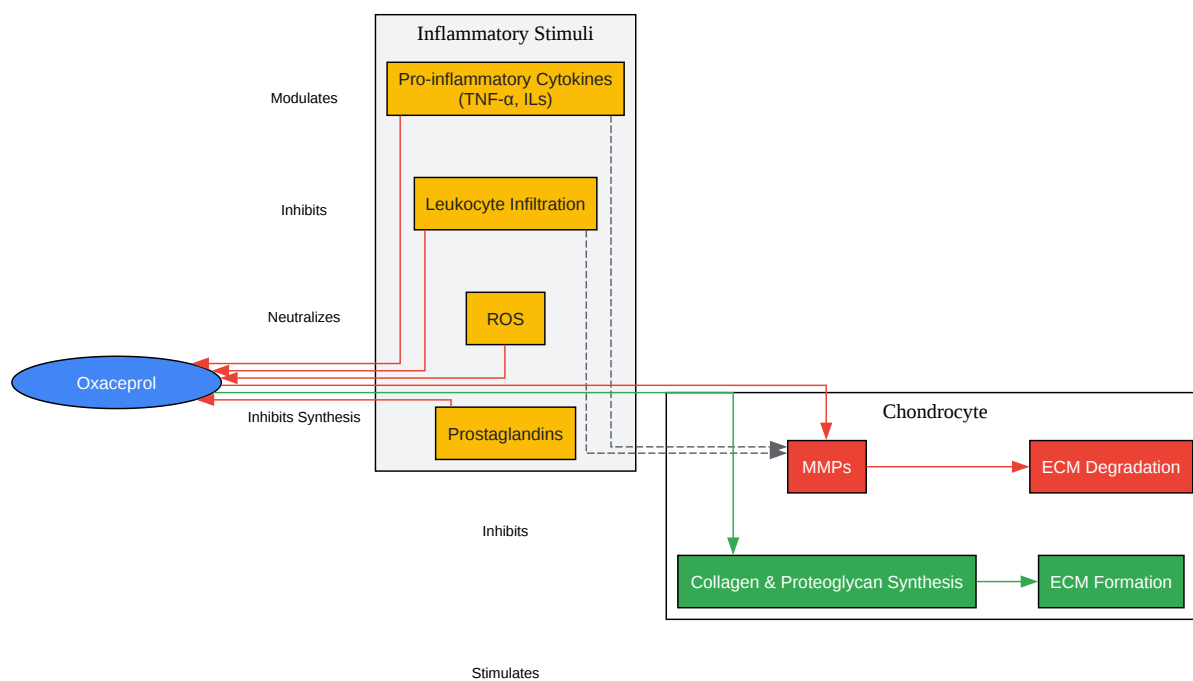 Inflammatory Stimuli
Pro-inflammatory Cytokines
(TNF-α, ILs)
Modulates
Leukocyte Infiltration
Inhibits
Neutralizes
ROS
Oxaceprol
Inhibits Synthesis
Prostaglandins
Chondrocyte
MMPs
ECM Degradation
Inhibits
Collagen & Proteoglycan Synthesis
ECM Formation
Stimulates